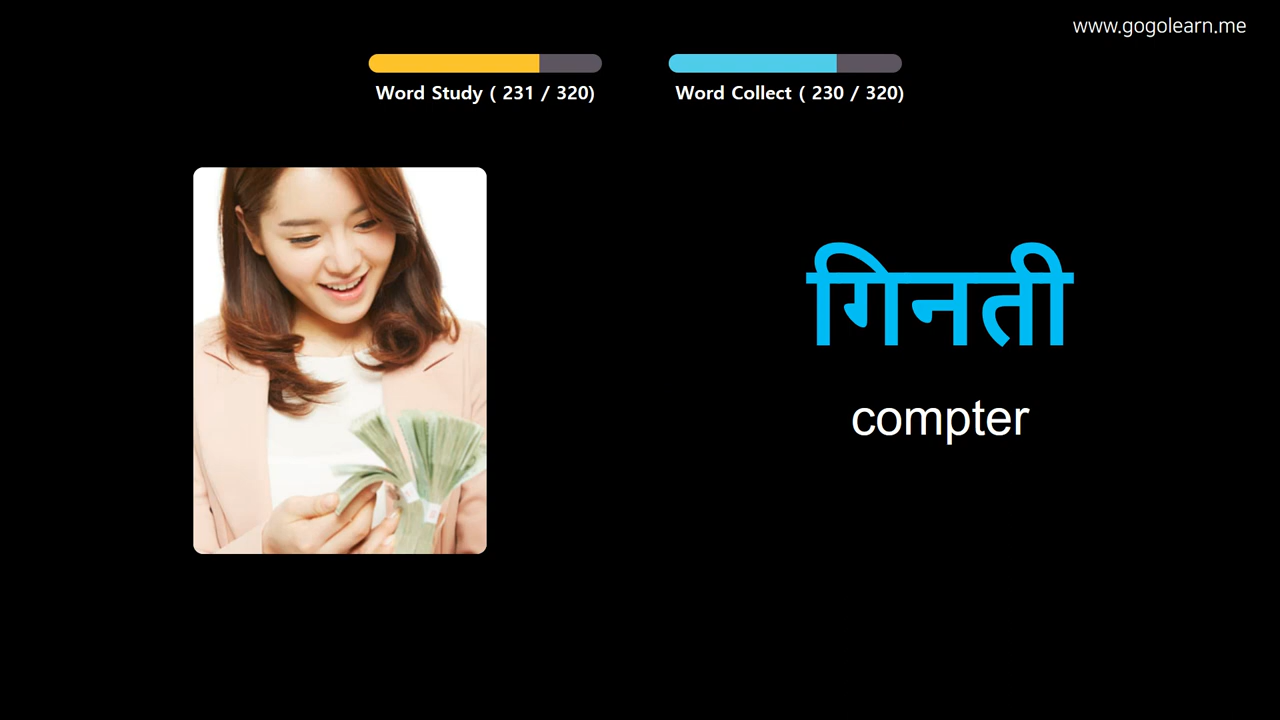 www.gogolearn.me
Word Study ( 231 / 320)
Word Collect ( 230 / 320)
गिनती
compter